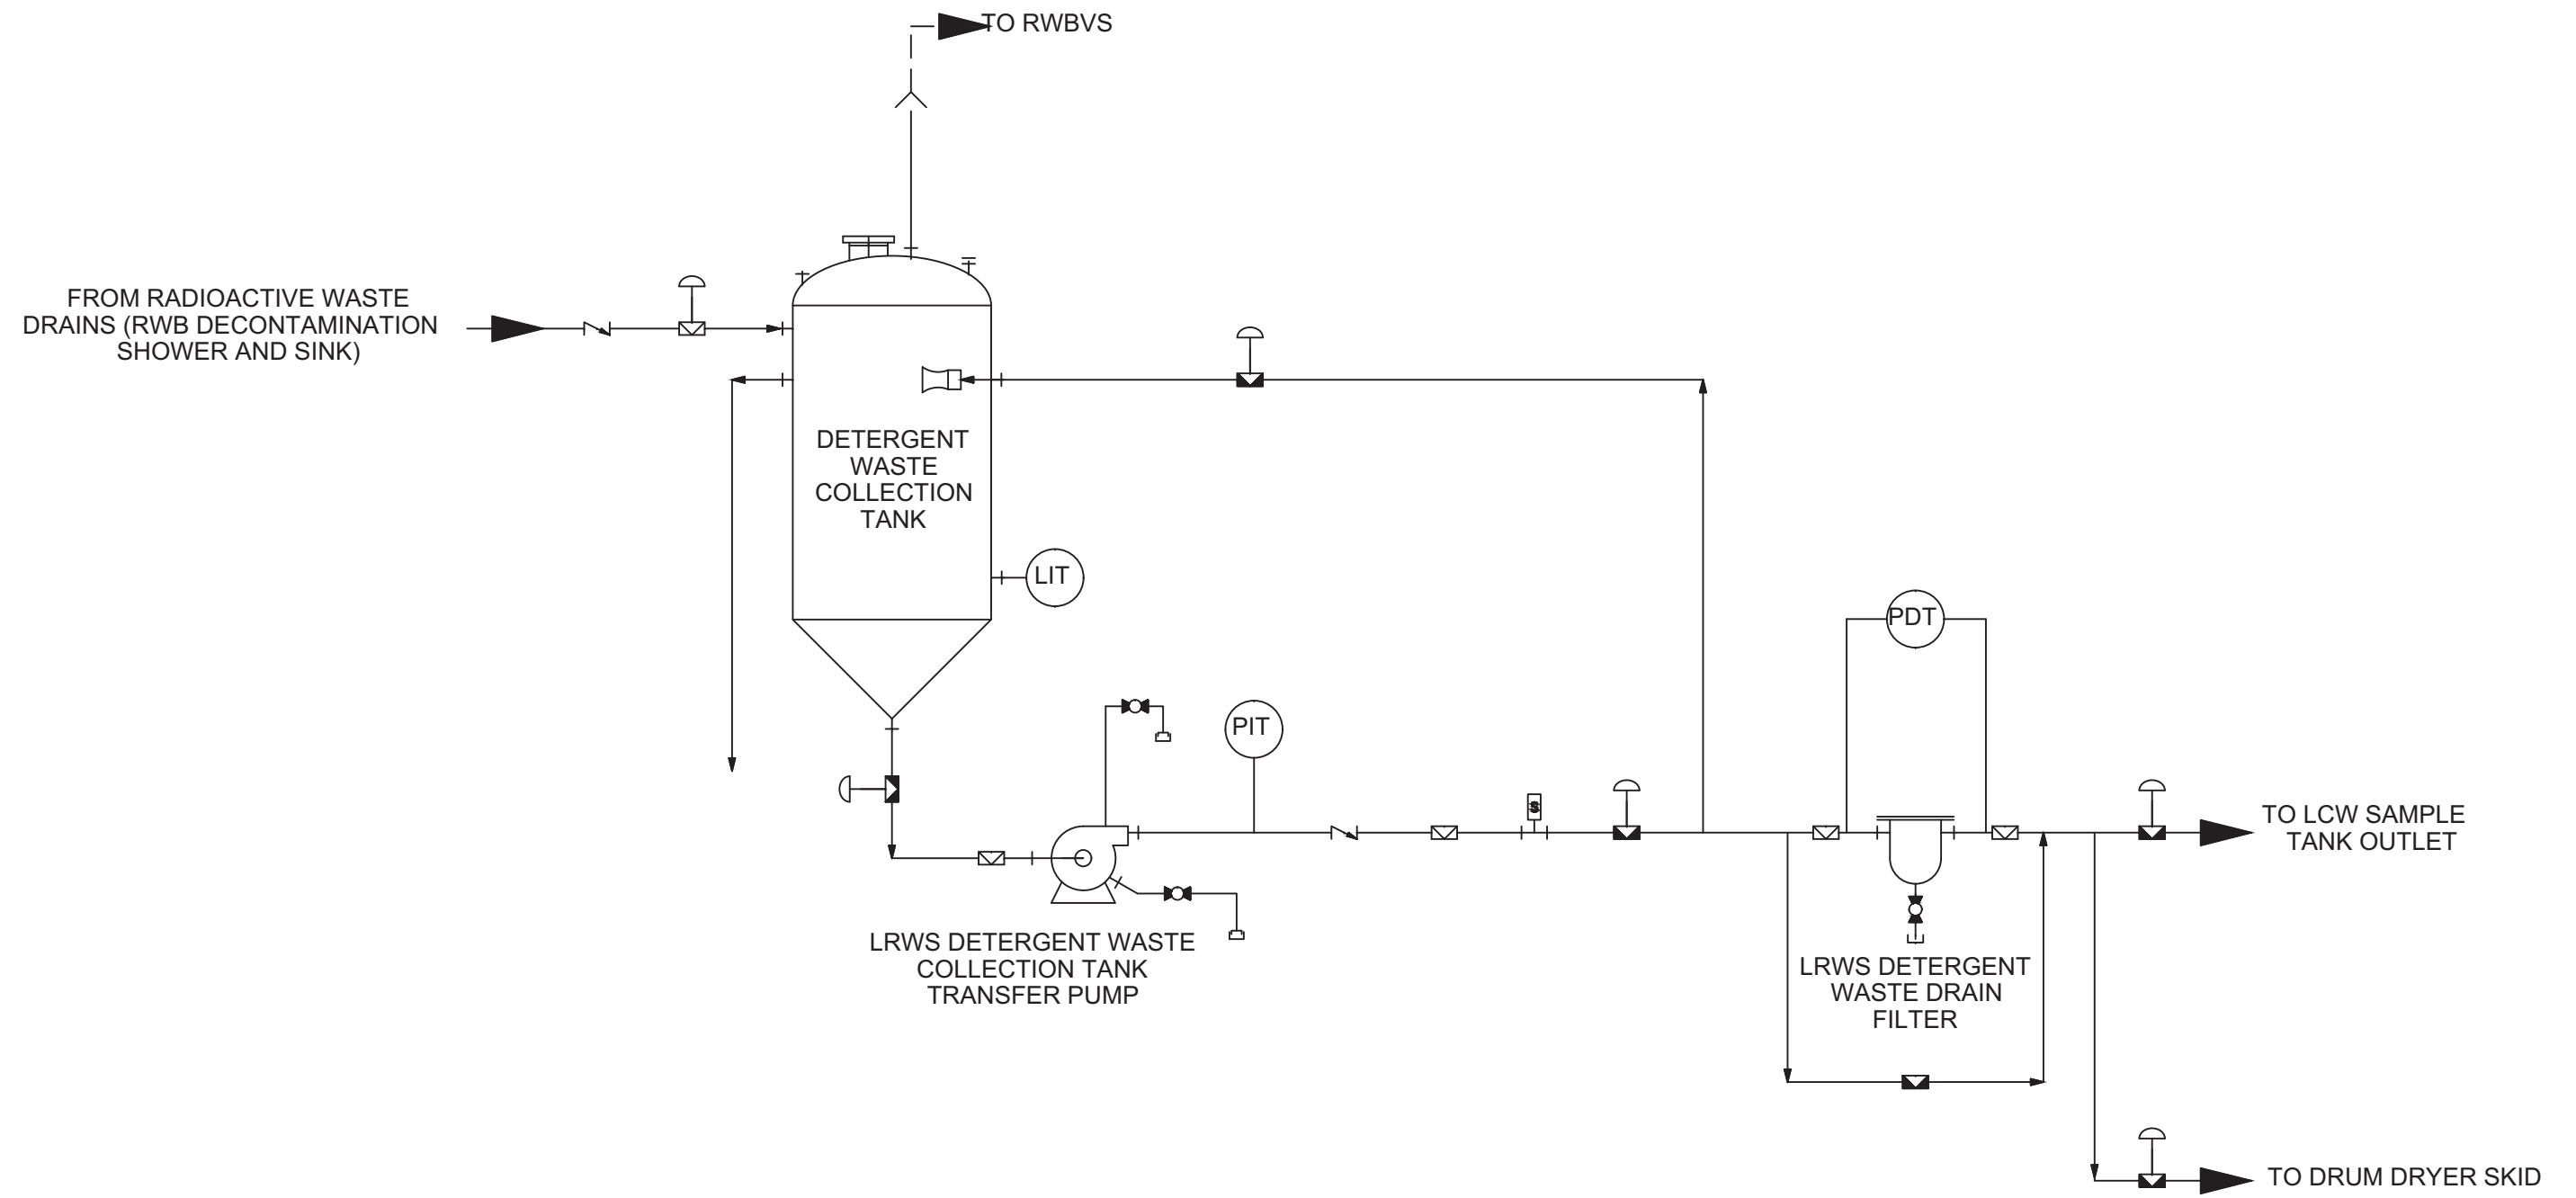 TO RWBVS
FROM RADIOACTIVE WASTE
DRAINS (RWB DECONTAMINATION
SHOWER AND SINK)
DETERGENT
WASTE
COLLECTION
TANK
LIT
PDT
PIT
S
TO LCW SAMPLE
TANK OUTLET
LRWS DETERGENT WASTE
COLLECTION TANK
TRANSFER PUMP
LRWS DETERGENT
WASTE DRAIN
FILTER
TO DRUM DRYER SKID